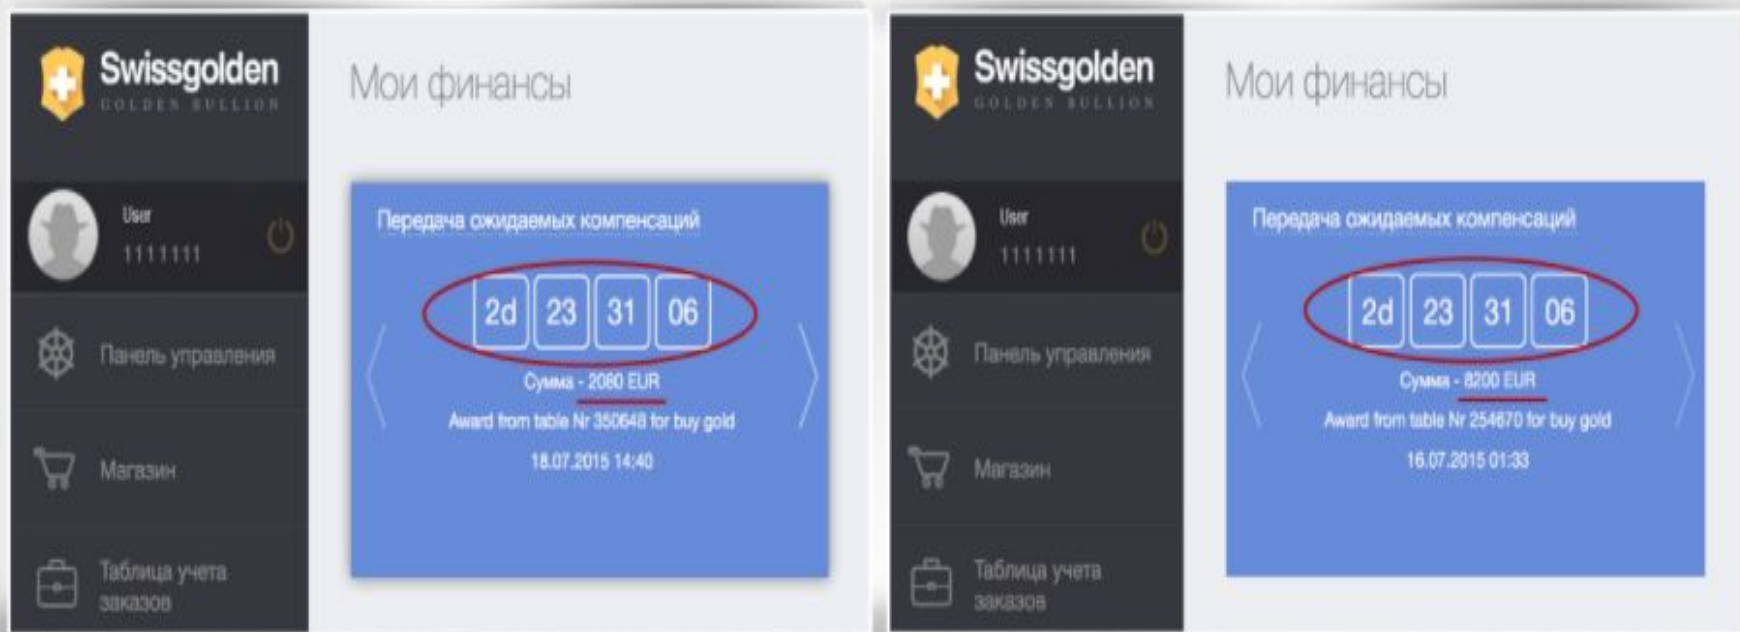 Swissgolden
GOLDEN BULLION
Мои финансы
User
1111111
Передача ожидаемых компенсаций
2d 23 31 06
Сумма - 2080 EUR
Award from table Nr 350648 for buy gold
18.07.2015 14:40
Панель управления
Магазин
Таблица учета
заказов
Swissgolden
GOLDEN BULLION
Мои финансы
User
1111111
Передача ожидаемых компенсаций
2d 23 31 06
Сумма - 8200 EUR
Award from table Nr 254670 for buy gold
16.07.2015 01:33
Панель управления
Магазин
Таблица учета
заказов